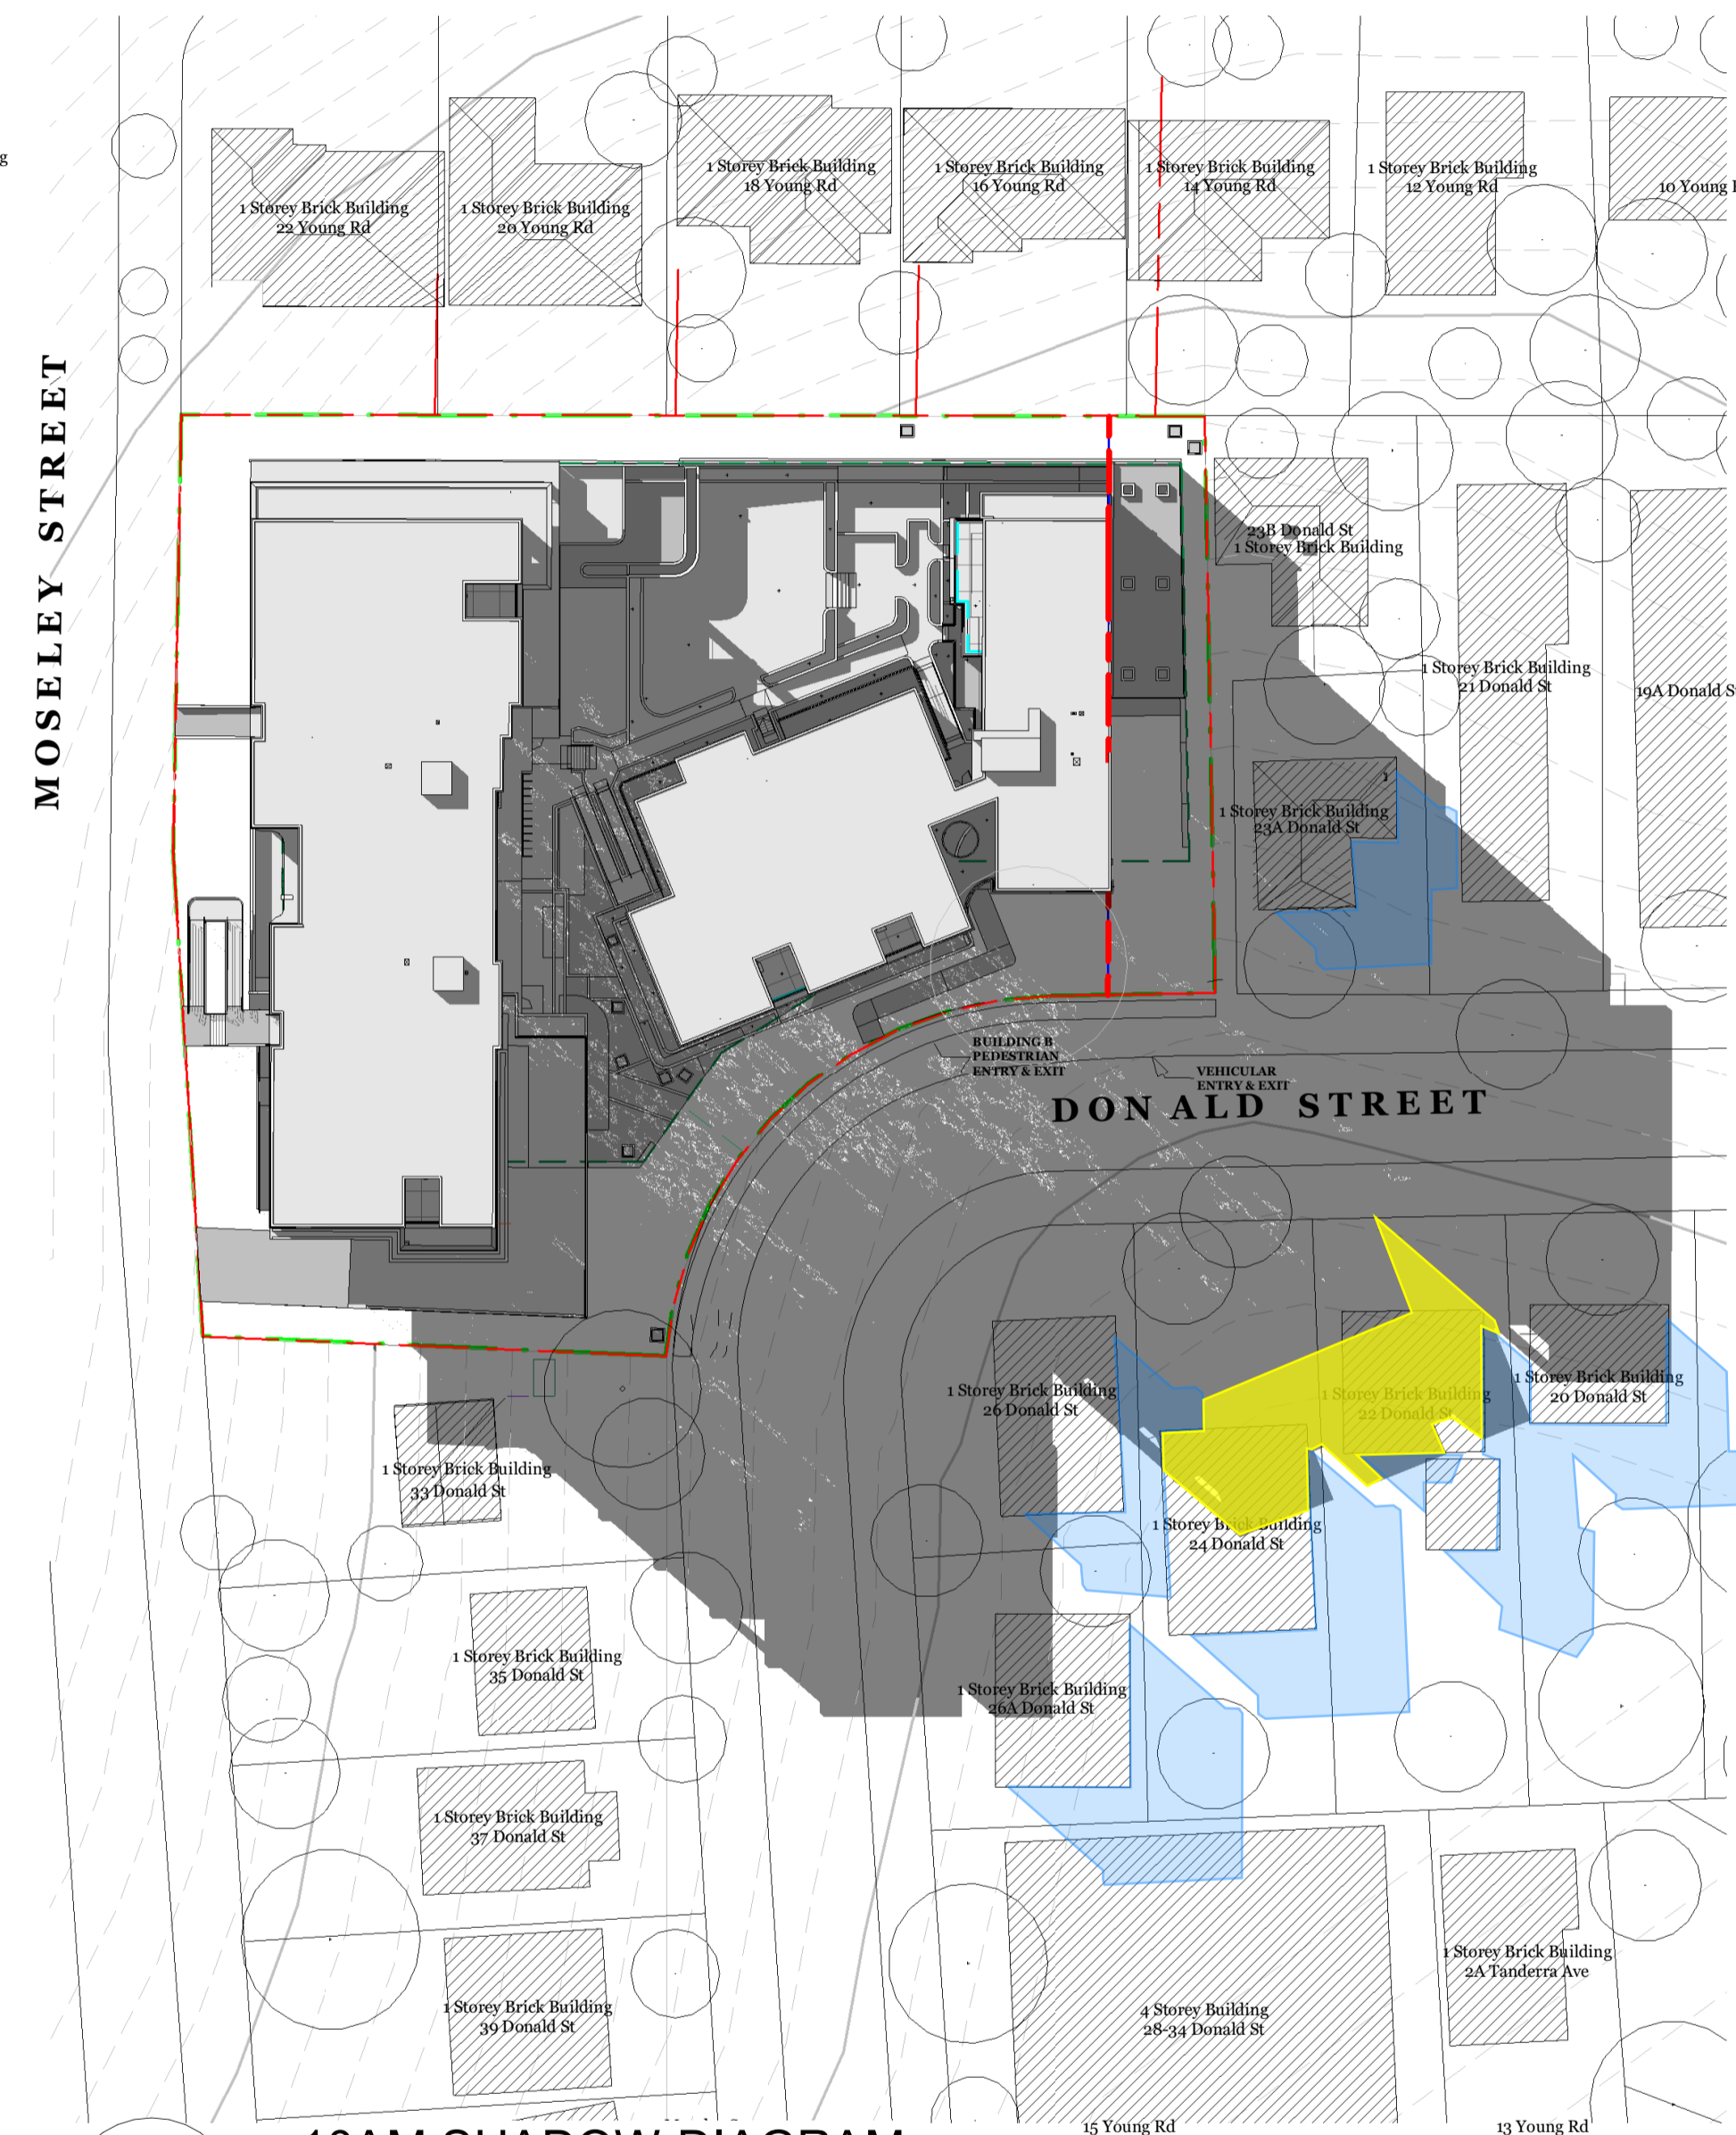 g
1 Storey Brick Building
22 Young Rd
1 Storey Brick Building
20 Young Rd
1 Storey Brick Building
18 Young Rd
1 Storey Brick Building
16 Young Rd
1 Storey Brick Building
14 Young Rd
1 Storey Brick Building
12 Young Rd
10 Young
MOSELEY STREET
23B Donald St
1 Storey Brick Building
1 Storey Brick Building
21 Donald St
19A Donald S
1 Storey Brick Building
23A Donald St
BUILDING B
PEDESTRIAN
ENTRY & EXIT
VEHICULAR
ENTRY & EXIT
DONALD STREET
1 Storey Brick Building
26 Donald St
1 Storey Brick Building
22 Donald St
1 Storey Brick Building
20 Donald St
1 Storey Brick Building
33 Donald St
1 Storey Brick Building
24 Donald St
1 Storey Brick Building
35 Donald St
1 Storey Brick Building
26A Donald St
1 Storey Brick Building
37 Donald St
1 Storey Brick Building
2A Tanderra Ave
1 Storey Brick Building
39 Donald St
4 Storey Building
28-34 Donald St
15 Young Rd
13 Young Rd
AM SHADOW DIAGRAM